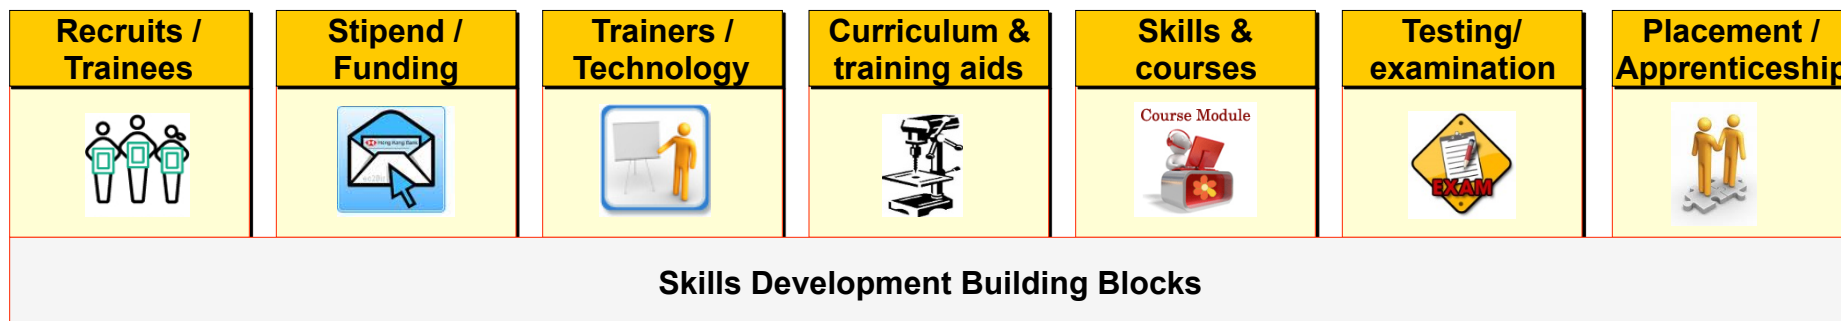 Recruits /
Trainees
Stipend /
Funding
Trainers /
Technology
Curriculum &
training aids
Skills &
courses
Testing/
examination
Placement /
Apprenticeship
Course Module
EXAM
Skills Development Building Blocks